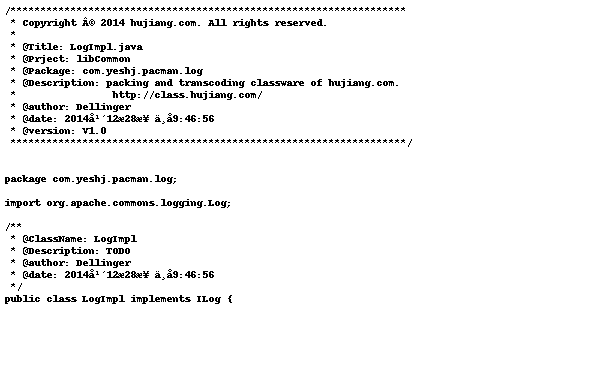 /******************************************************************
 * Copyright Â© 2014 hujiang.com. All rights reserved.
 *
 * @Title: LogImpl.java
 * @Prject: libCommon
 * @Package: com.yeshj.pacman.log
 * @Description: packing and transcoding classware of hujiang.com.
 *               http://class.hujiang.com/
 * @author: Dellinger
 * @date: 2014å¹´12æ28æ¥ ä¸å9:46:56
 * @version: V1.0
 ******************************************************************/
package com.yeshj.pacman.log;
import org.apache.commons.logging.Log;
/**
 * @ClassName: LogImpl
 * @Description: TODO
 * @author: Dellinger
 * @date: 2014å¹´12æ28æ¥ ä¸å9:46:56
 */
public class LogImpl implements ILog {